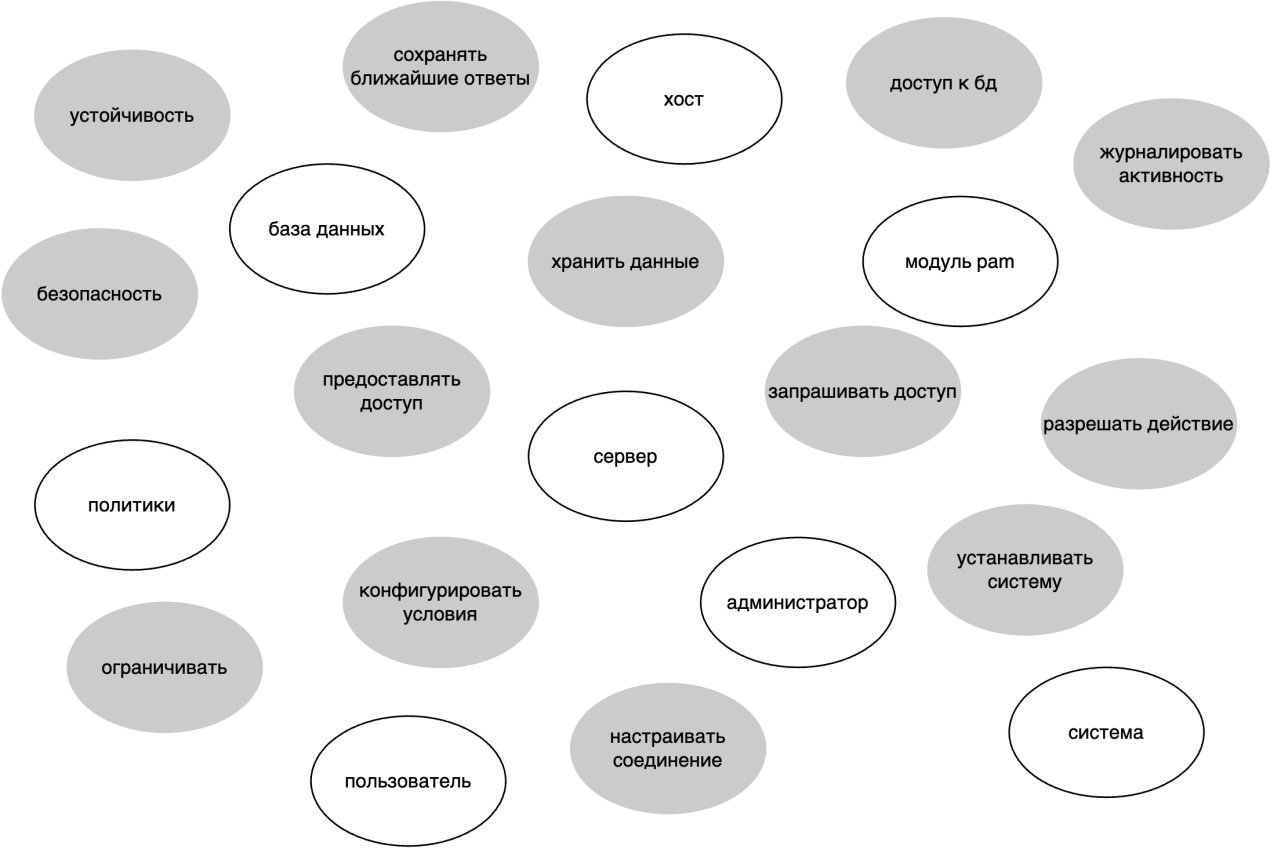 сохранять
ближайшие ответы
хост
доступ к бд
устойчивость
журналировать
активность
база данных
хранить данные
модуль pam
безопасность
предоставлять
доступ
запрашивать доступ
разрешать действие
сервер
политики
устанавливать
систему
конфигурировать
условия
администратор
ограничивать
настраивать
соединение
система
пользователь